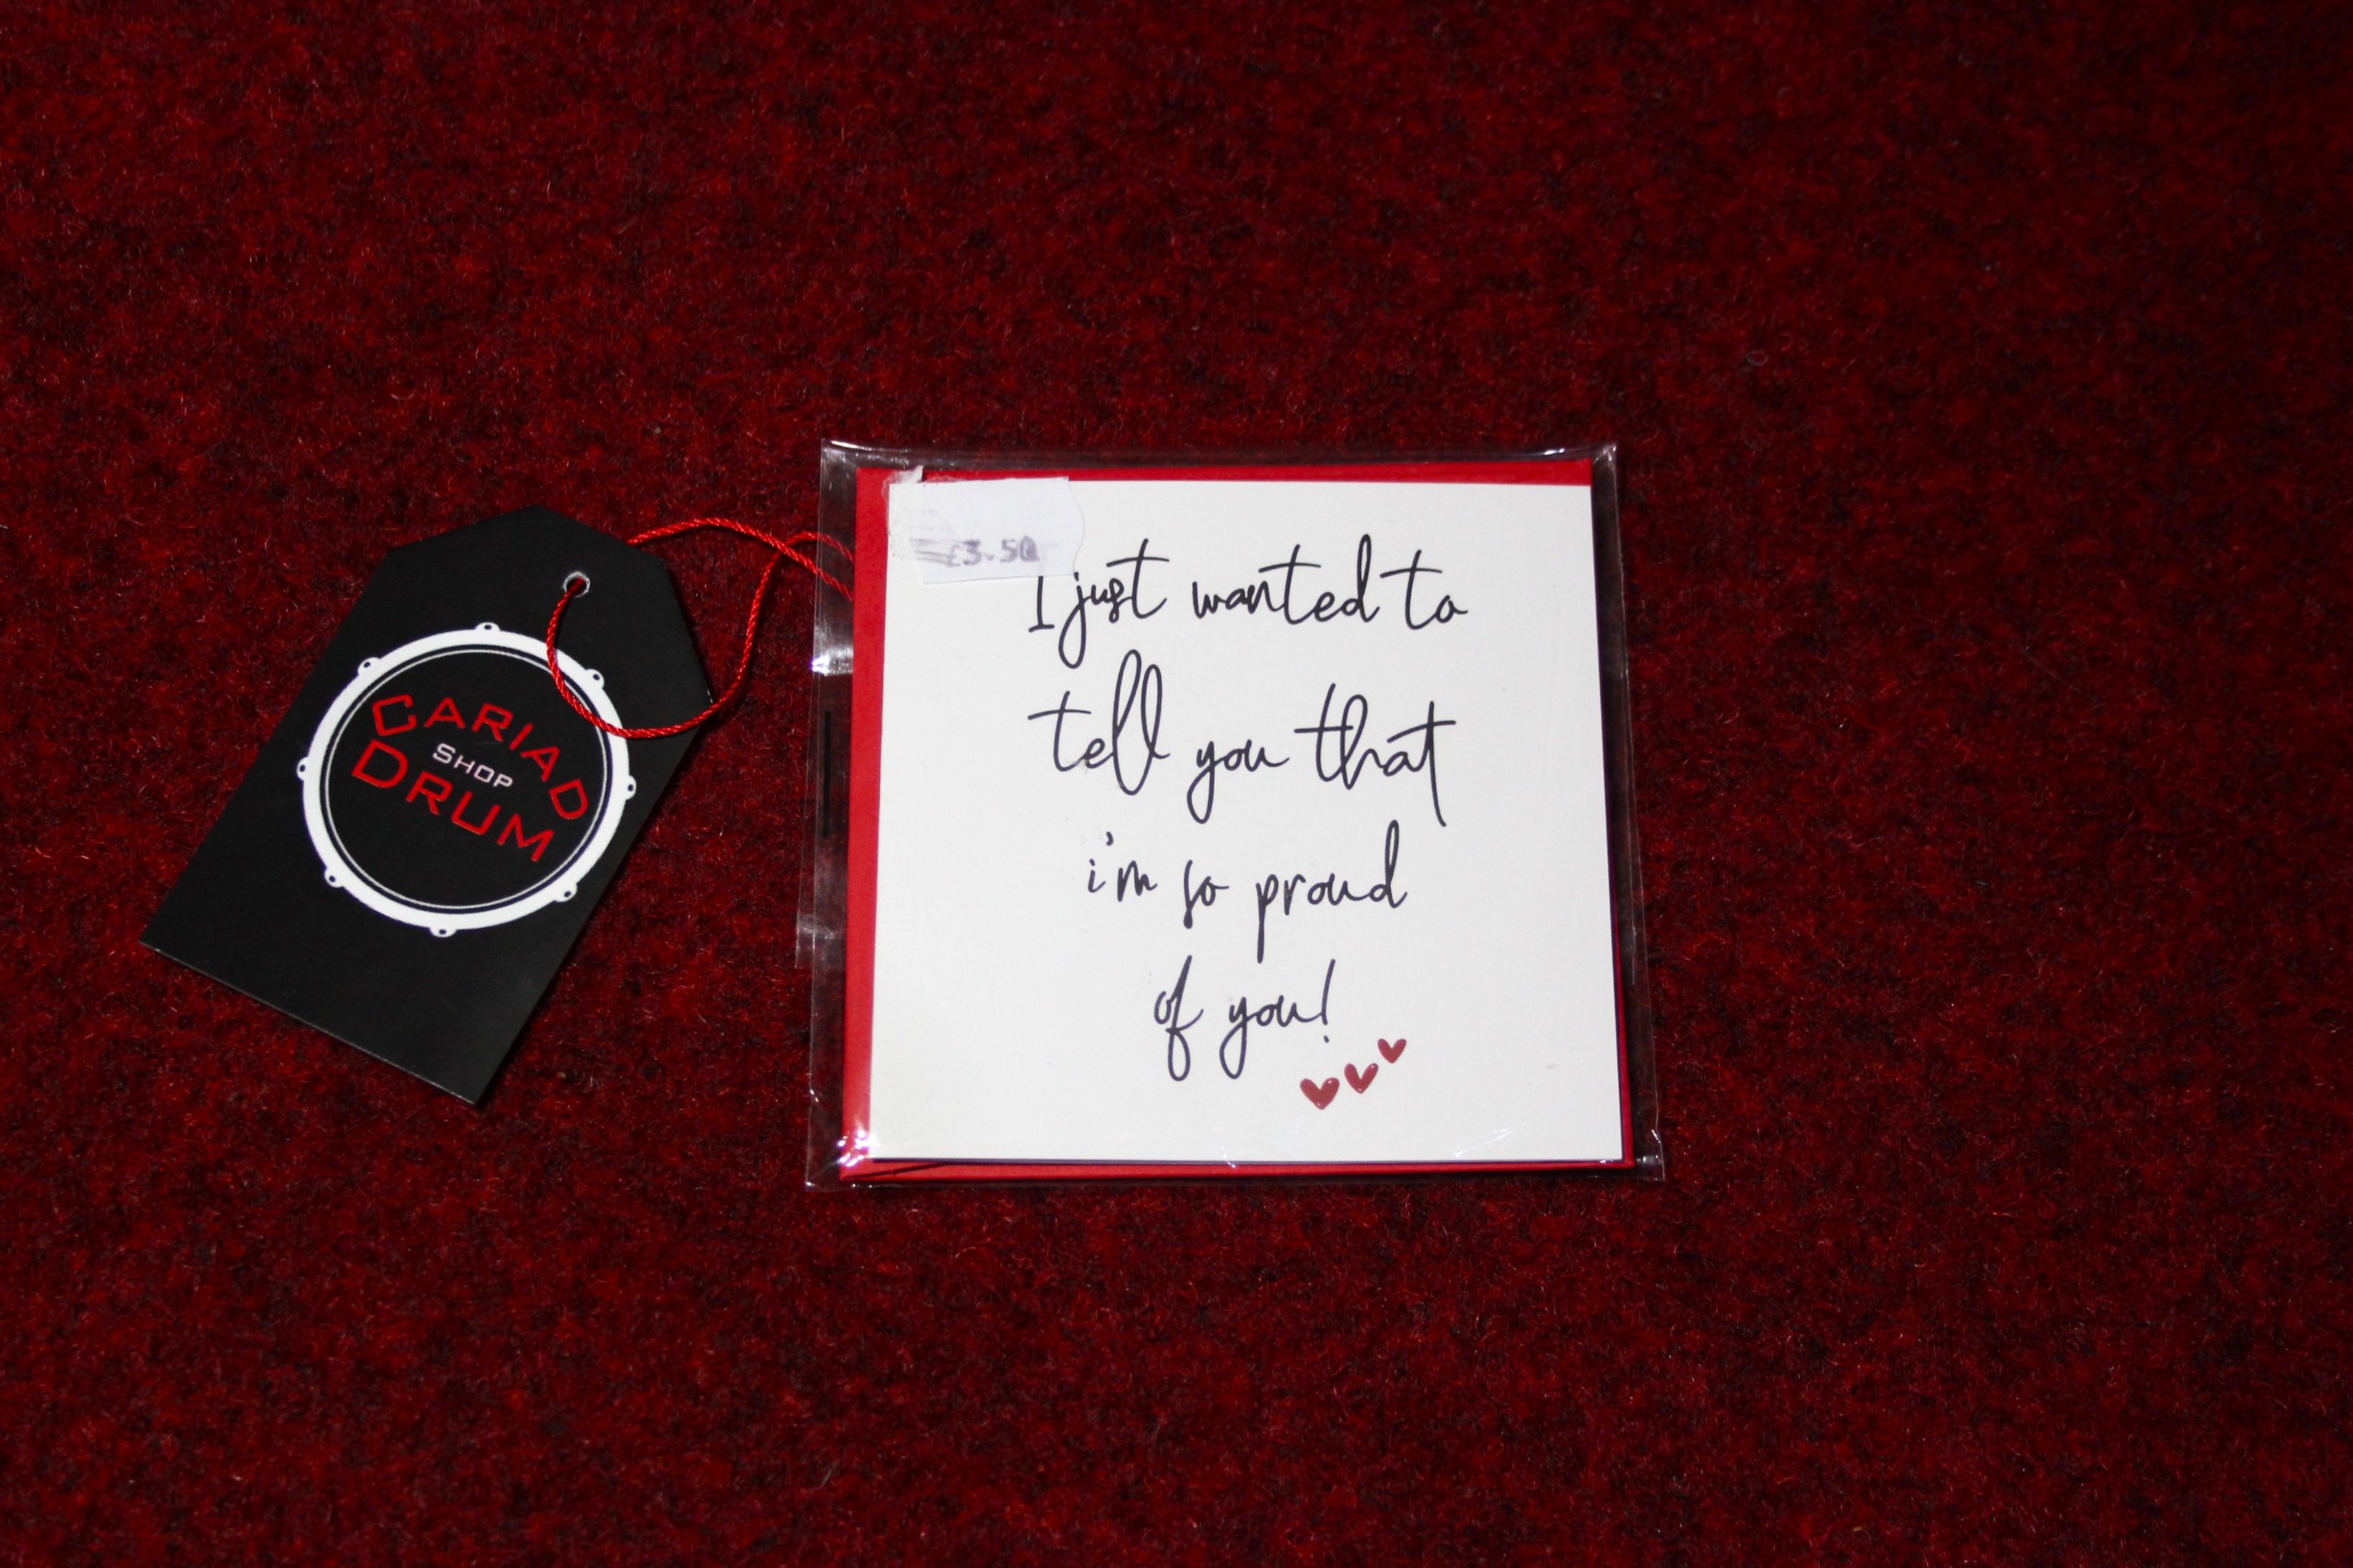 CARIAD
SHOP
DRUM
£3.50
I just wanted to
tell you that
i'm so proud
of you!